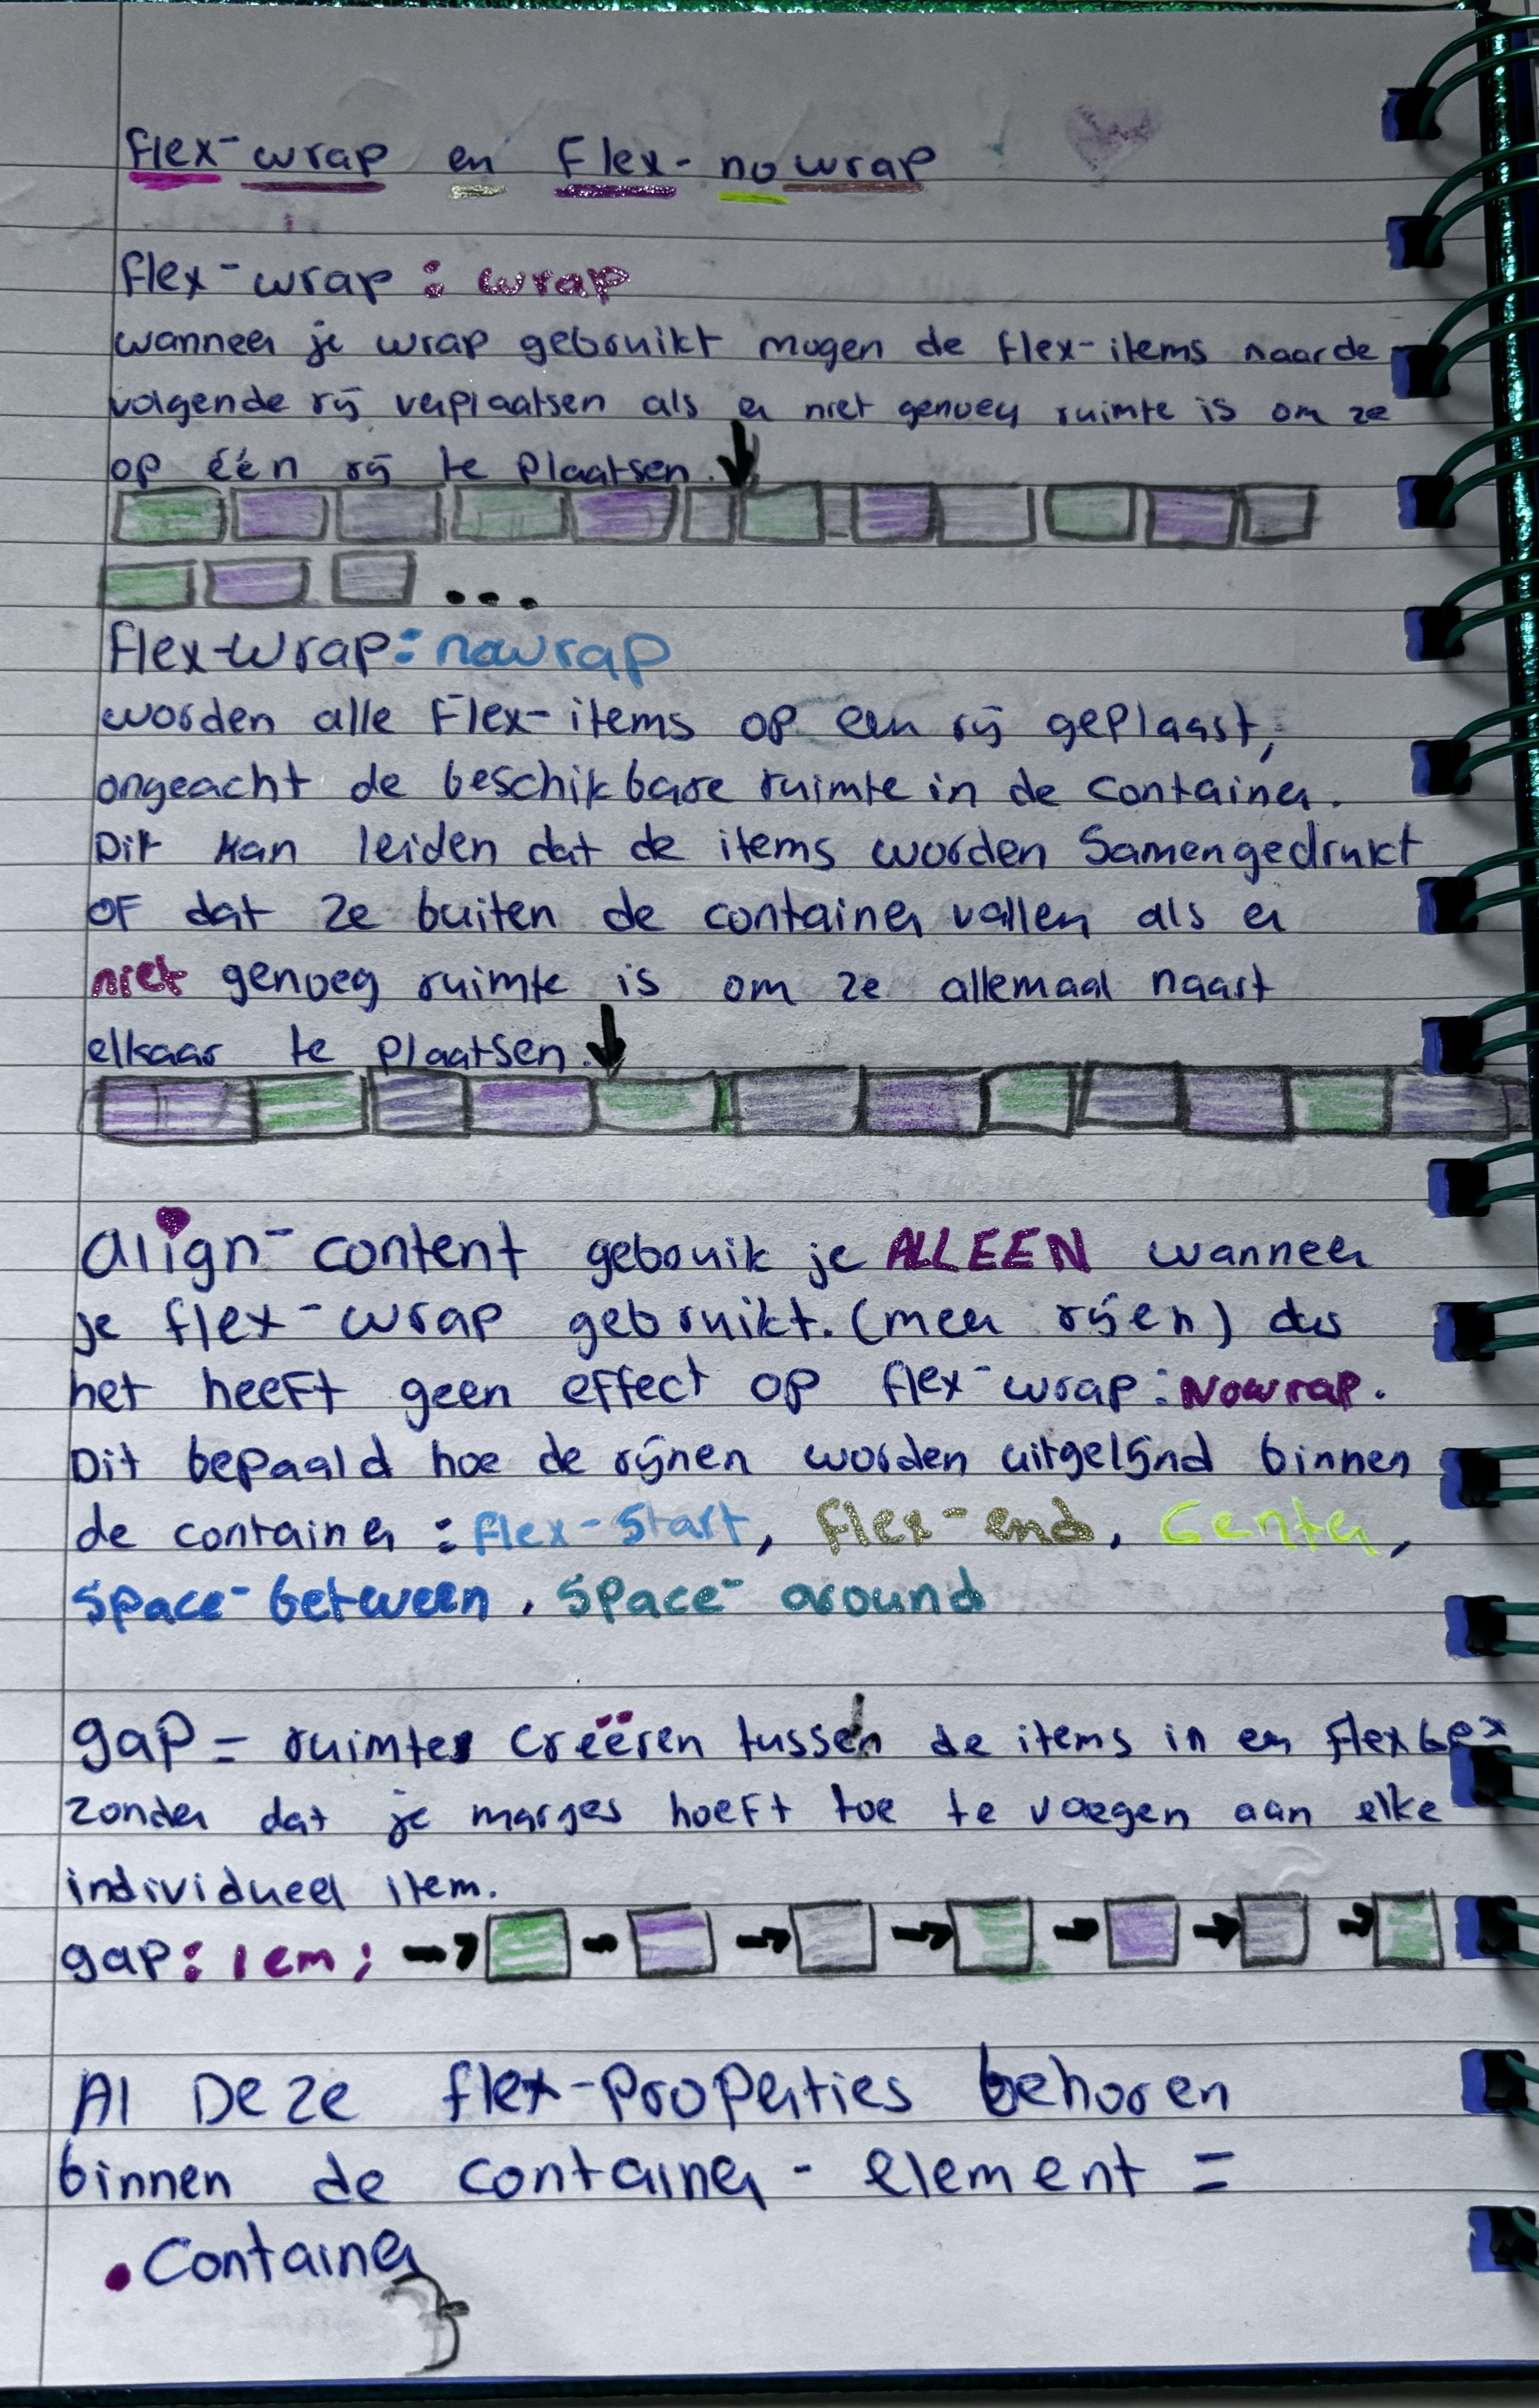 flex-wrap en Flex-nowrap
flex-wrap: wrap
wanneer je wrap gebruikt mogen de flex-items naar de
volgende rij verplaatsen als er niet genoeg ruimte is om ze
op één rij te plaatsen.
...
flex-wrap: nowrap
worden alle Flex-items op een rij geplaast,
ongeacht de beschikbare ruimte in de container.
Dit kan leiden dat de items worden Samengedrukt
OF dat ze buiten de container vallen als er
niet genoeg ruimte is om ze allemaal naast
elkaar te plaatsen.
align-content gebruik je ALLEEN wanneer
je flex-wrap gebruikt. (meer rijen) dus
het heeft geen effect op flex-wrap: Nowrap.
Dit bepaald hoe de rijnen worden uitgelijnd binnen
de container: flex-start, flex-end, Center,
Space-between, Space-around
gap = ruimtes creëren tussen de items in en flexbox
zonder dat je marges hoeft toe te voegen aan elke
individueel item.
gap: 1em;
Al Deze flex-Properties behoren
binnen de container-element =
.Container
}